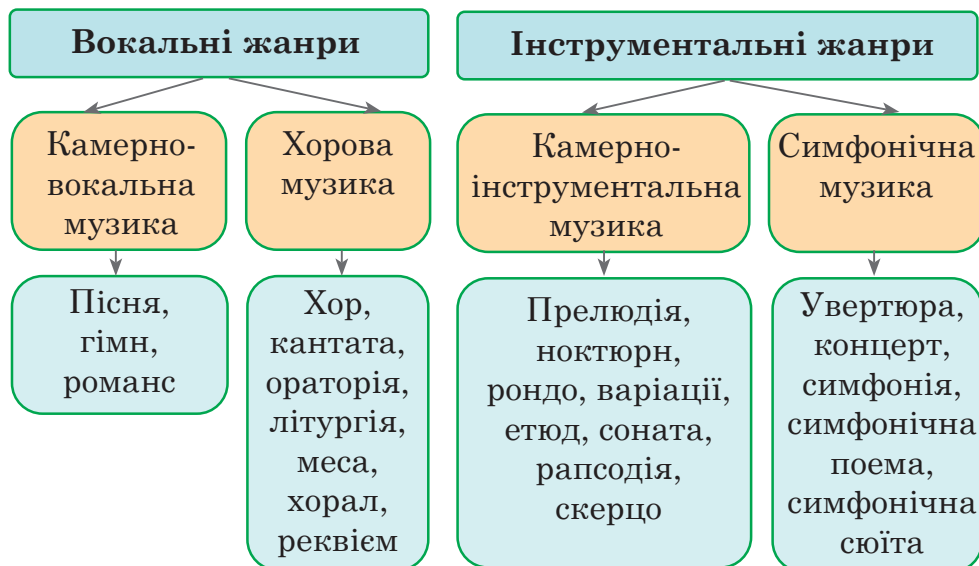 Вокальні жанри
Камерно-
вокальна
музика
Хорова
музика
Пісня,
гімн,
романс
Хор,
кантата,
ораторія,
літургія,
меса,
хорал,
реквієм
Інструментальні жанри
Камерно-
інструментальна
музика
Симфонічна
музика
Прелюдія,
ноктюрн,
рондо, варіації,
етюд, соната,
рапсодія,
скерцо
Увертюра,
концерт,
симфонія,
симфонічна
поема,
симфонічна
сюїта